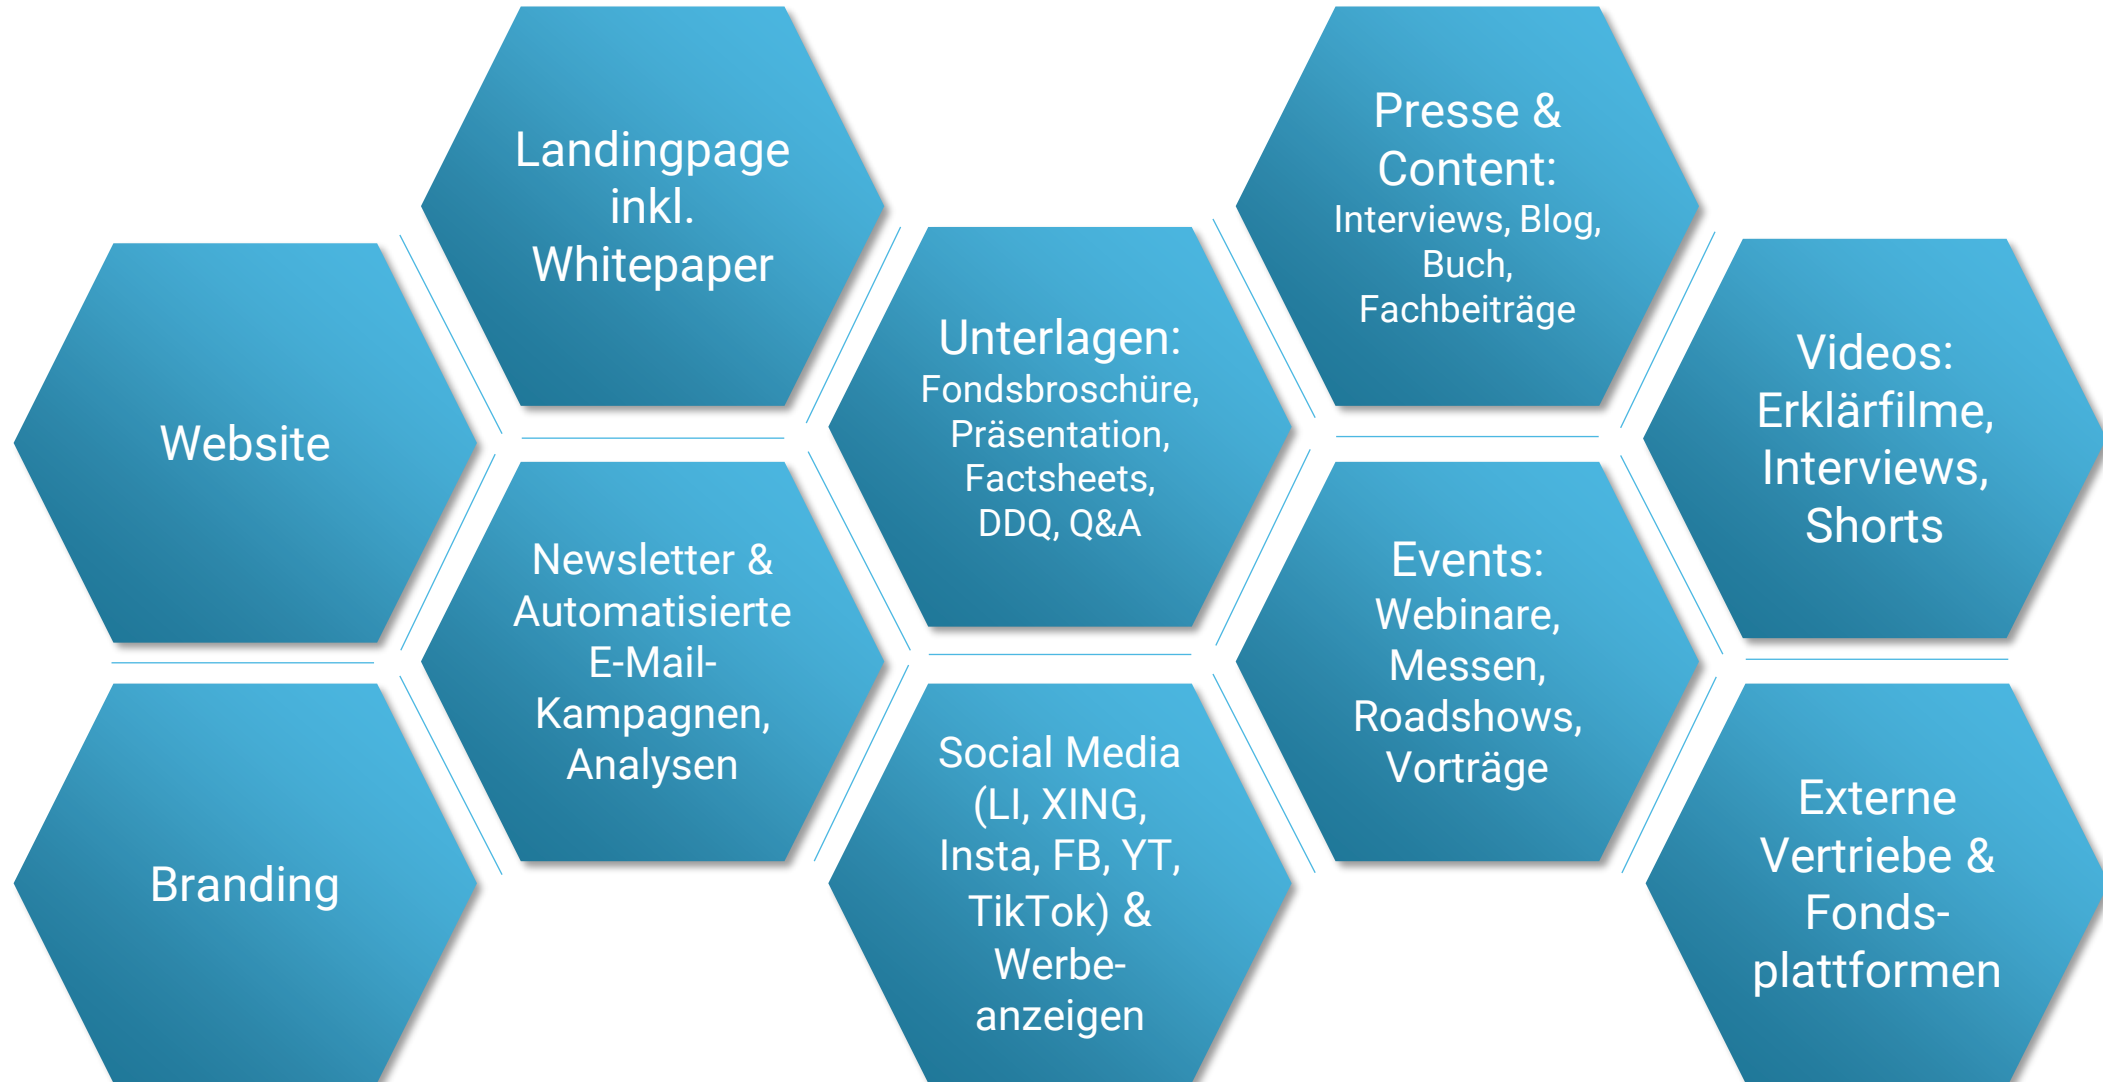 Landingpage
inkl.
Whitepaper
Presse &
Content:
Interviews, Blog,
Buch,
Fachbeiträge
Website
Unterlagen:
Fondsbroschüre,
Präsentation,
Factsheets,
DDQ, Q&A
Videos:
Erklärfilme,
Interviews,
Shorts
Newsletter &
Automatisierte
E-Mail-
Kampagnen,
Analysen
Events:
Webinare,
Messen,
Roadshows,
Vorträge
Branding
Social Media
(LI, XING,
Insta, FB, YT,
TikTok) &
Werbe-
anzeigen
Externe
Vertriebe &
Fonds-
plattformen